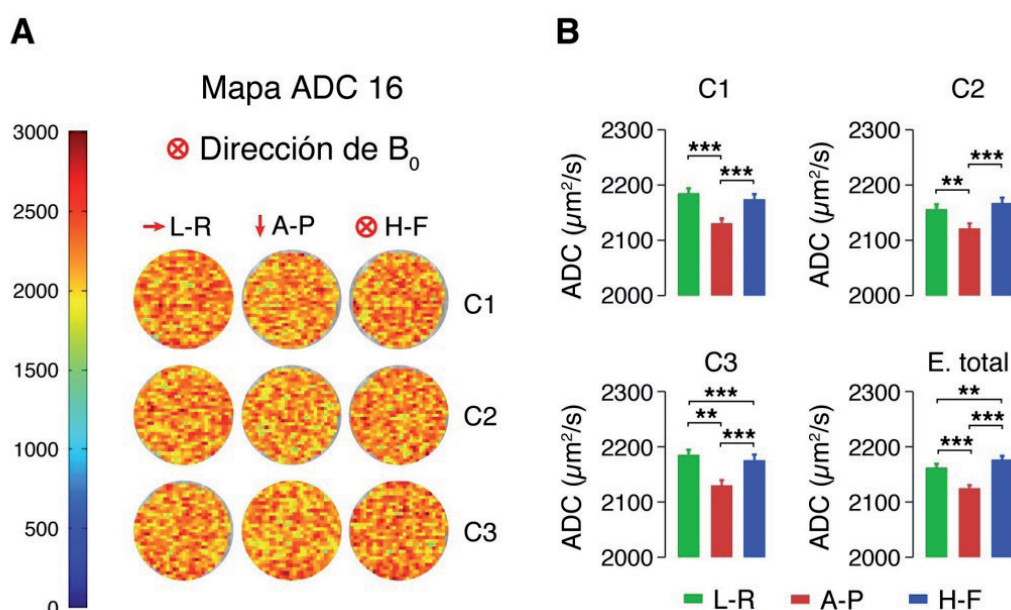 A
Mapa ADC 16
⊗ Dirección de B₀
→ L-R ↓ A-P ⊗ H-F
3000
2500
2000
1500
1000
500
0
C1
C2
C3
B
C1
ADC (µm²/s)
2300
2200
2100
2000
***
***
C2
ADC (µm²/s)
2300
2200
2100
2000
**
***
C3
ADC (µm²/s)
2300
2200
2100
2000
***
**
***
E. total
ADC (µm²/s)
2300
2200
2100
2000
**
***
***
L-R A-P H-F